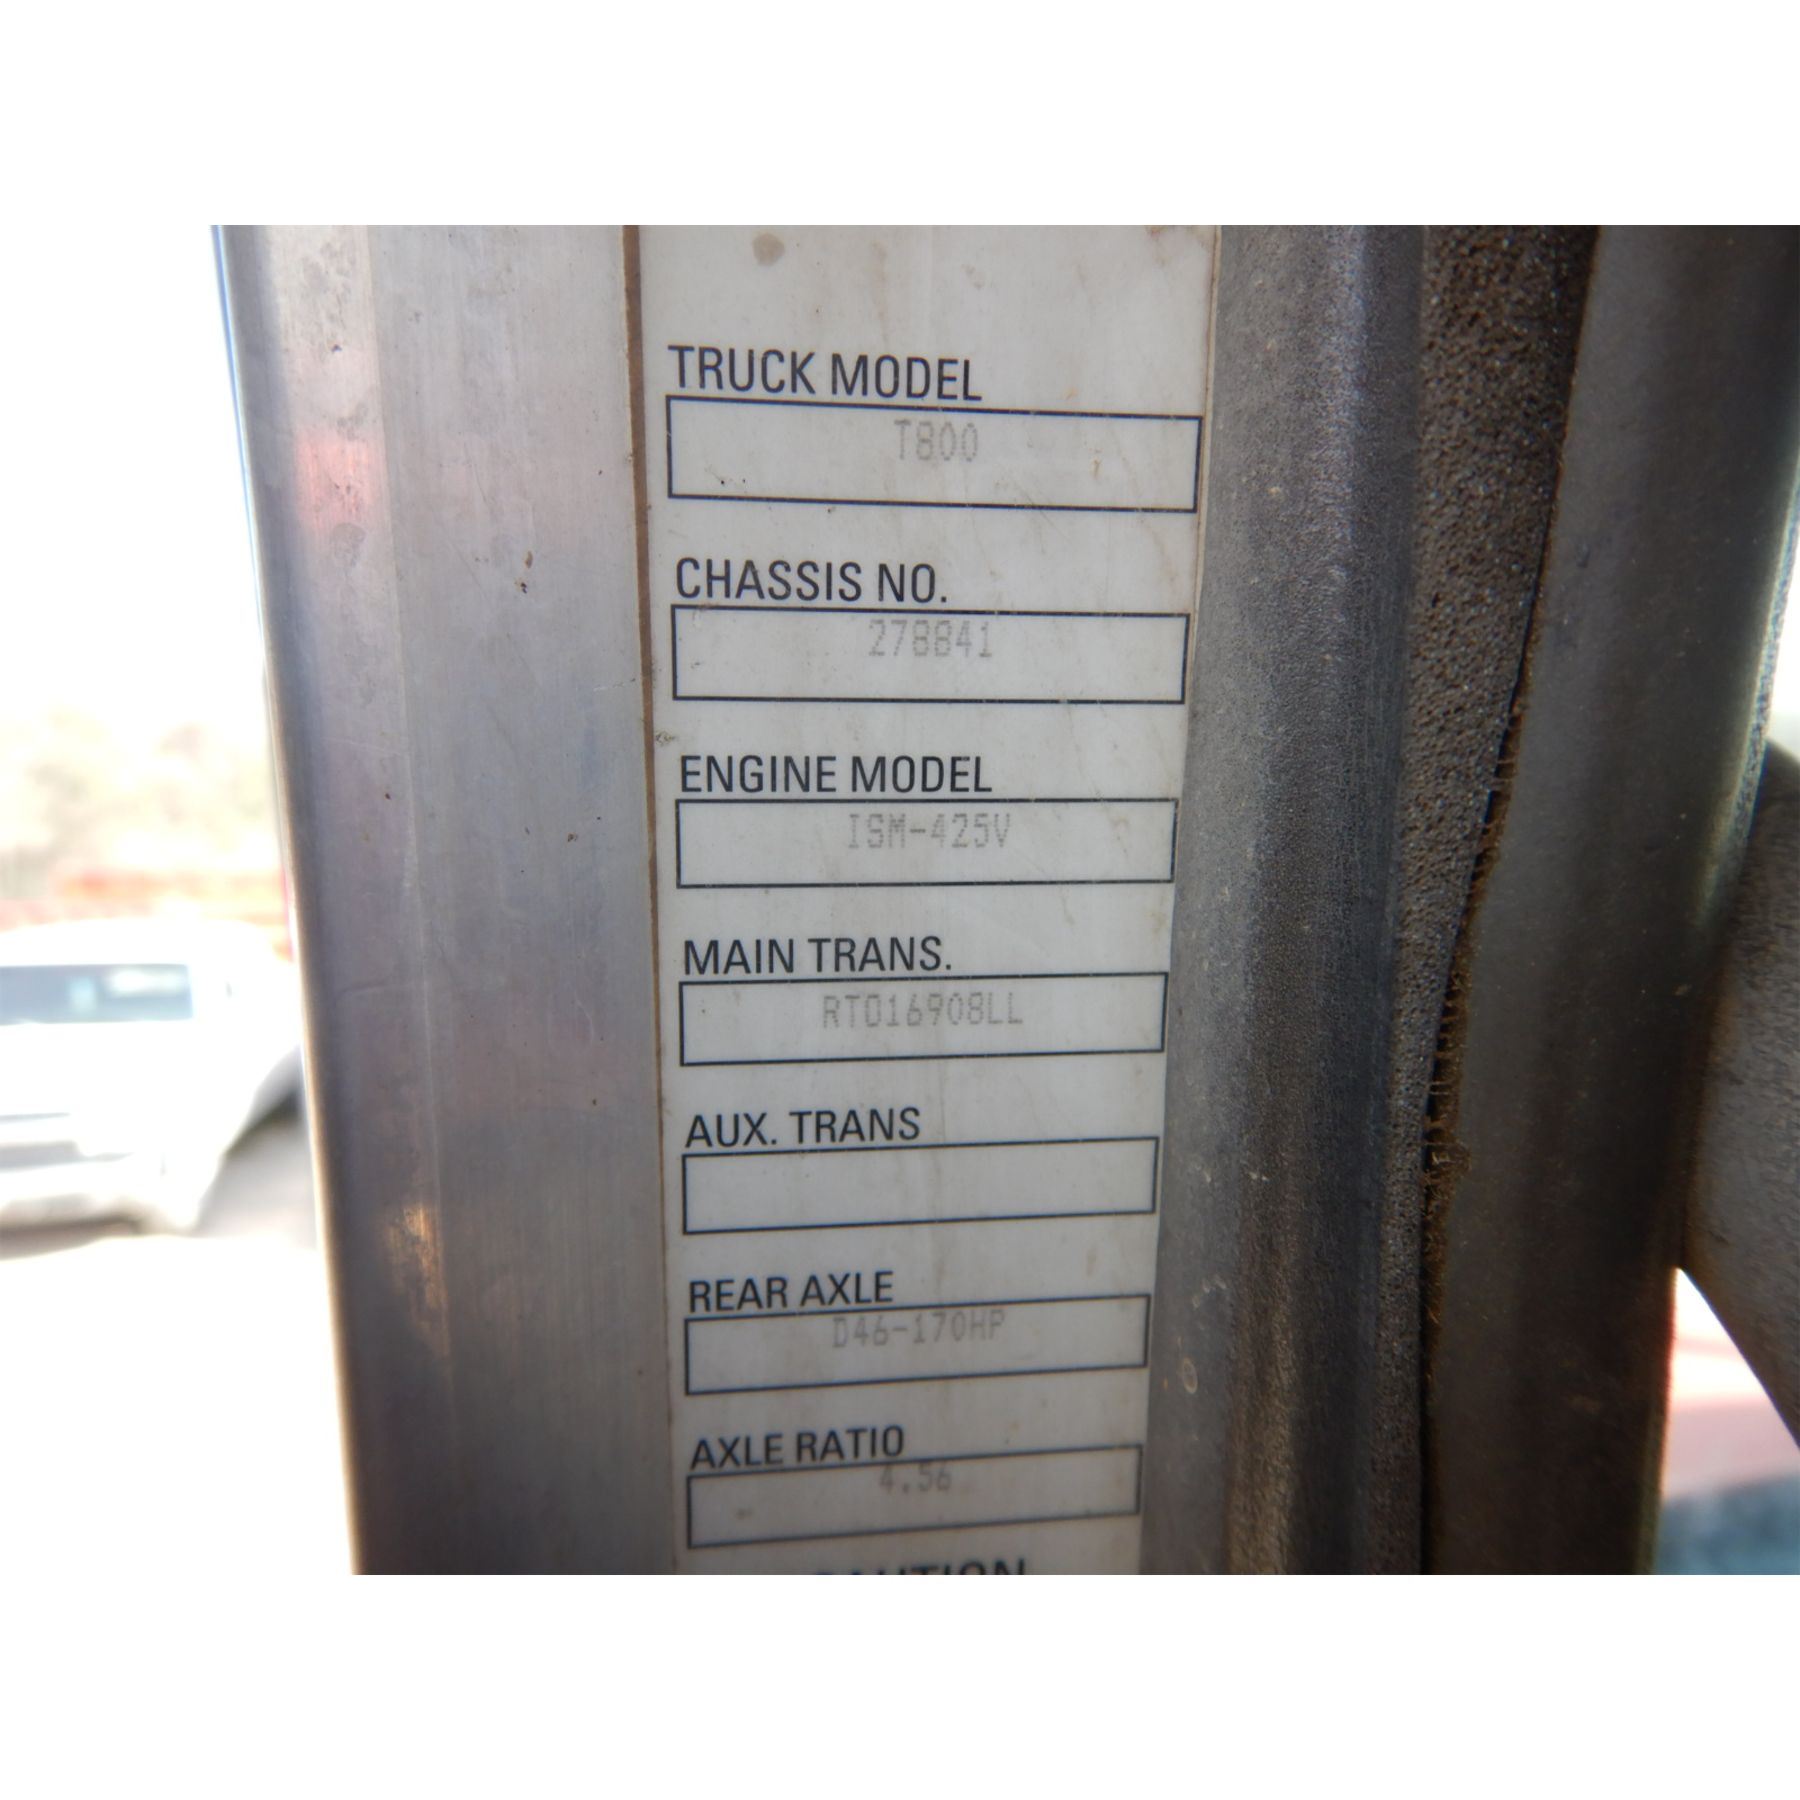 TRUCK MODEL
T800
CHASSIS NO.
278841
ENGINE MODEL
ISM-425V
MAIN TRANS.
RTO16908LL
AUX. TRANS
REAR AXLE
D46-170HP
AXLE RATIO
4.56
CAUTION